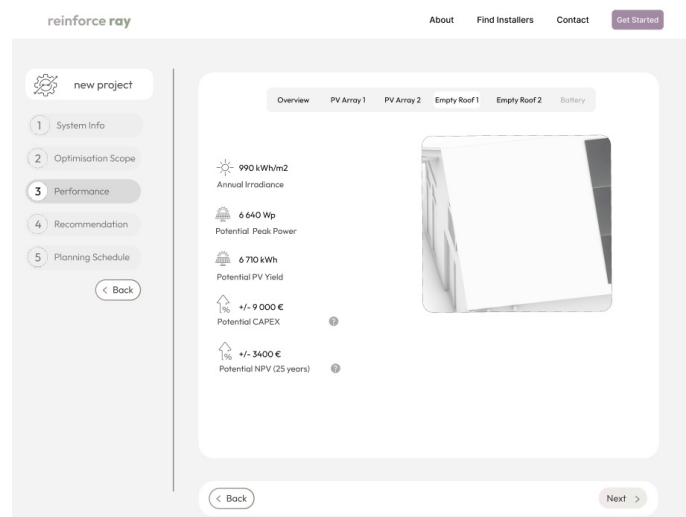 reinforce ray
About Find Installers Contact Get Started
new project
1 System Info
2 Optimisation Scope
3 Performance
4 Recommendation
5 Planning Schedule
< Back
Overview PV Array 1 PV Array 2 Empty Roof 1 Empty Roof 2 Battery
990 kWh/m2
Annual Irradiance
6 640 Wp
Potential Peak Power
6 710 kWh
Potential PV Yield
% +/- 9 000 €
Potential CAPEX ?
% +/- 3400 €
Potential NPV (25 years) ?
< Back
Next >